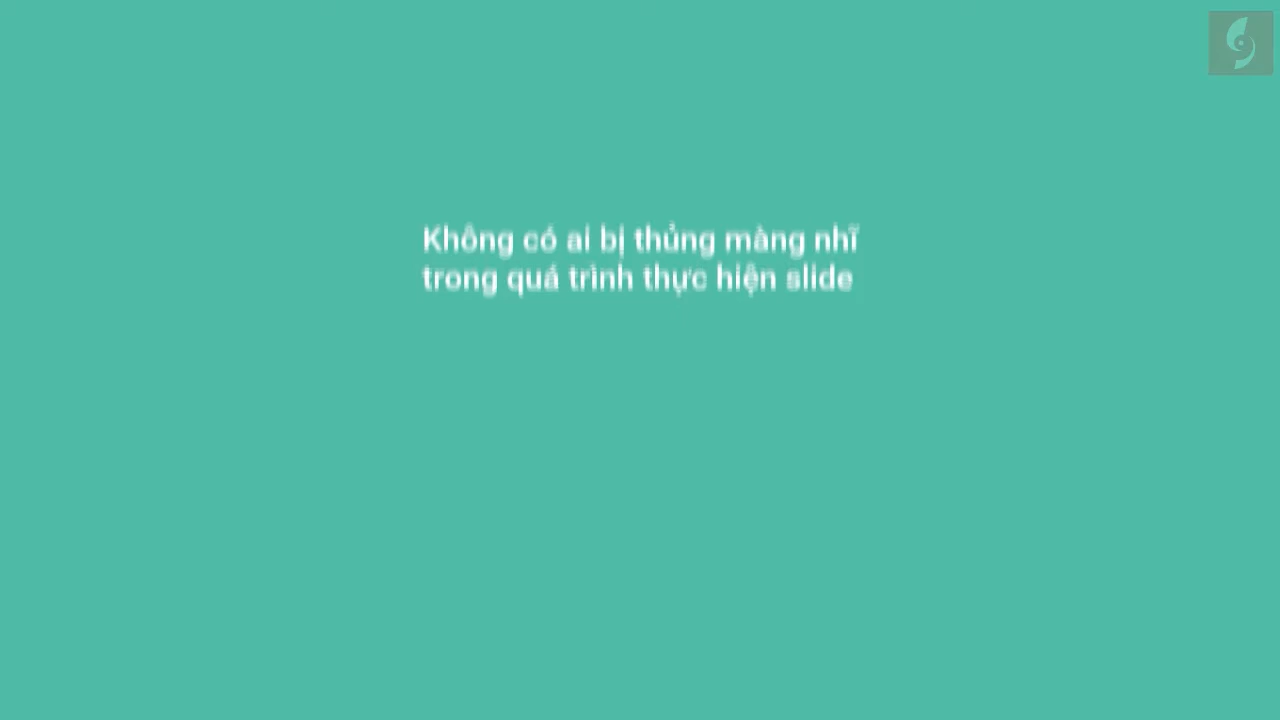 Không có ai bị thủng màng nhĩ
trong quá trình thực hiện slide